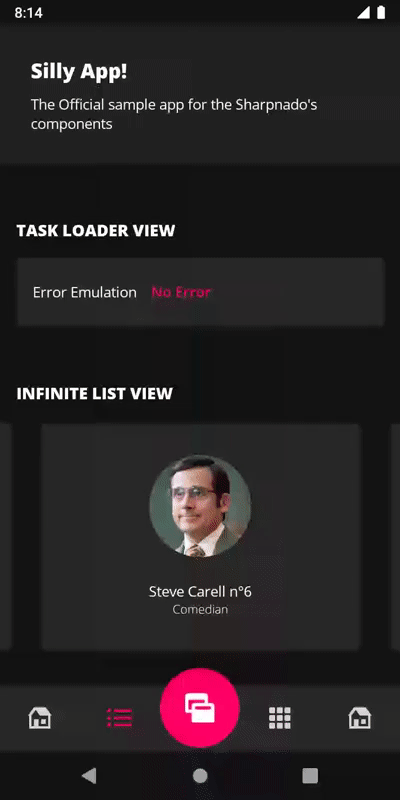 8:14
Silly App!
The Official sample app for the Sharpnado's
components
TASK LOADER VIEW
Error Emulation No Error
INFINITE LIST VIEW
Steve Carell n°6
Comedian